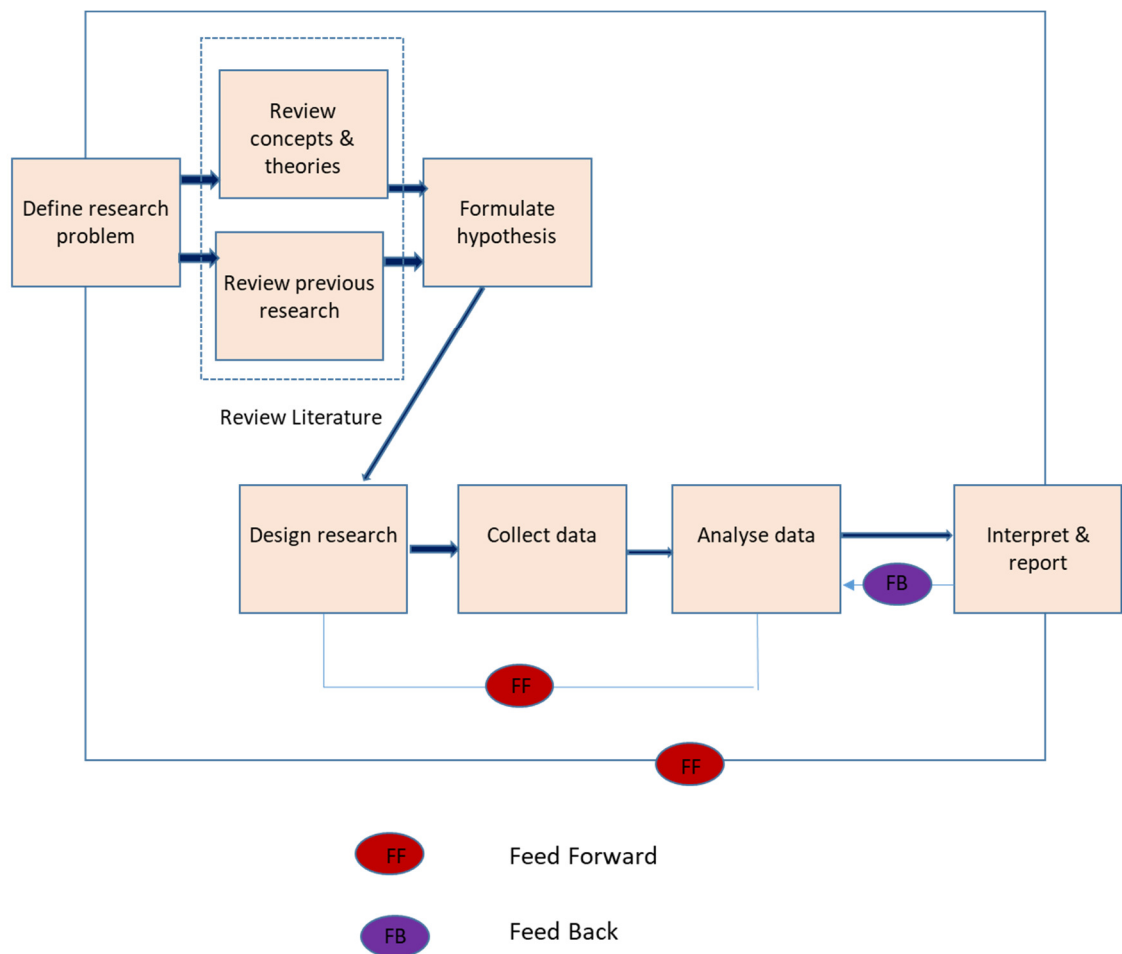 Review
concepts &
theories
Define research
problem
Formulate
hypothesis
Review previous
research
Review Literature
Design research
Collect data
Analyse data
Interpret &
report
FB
FF
FF
FF
Feed Forward
FB
Feed Back